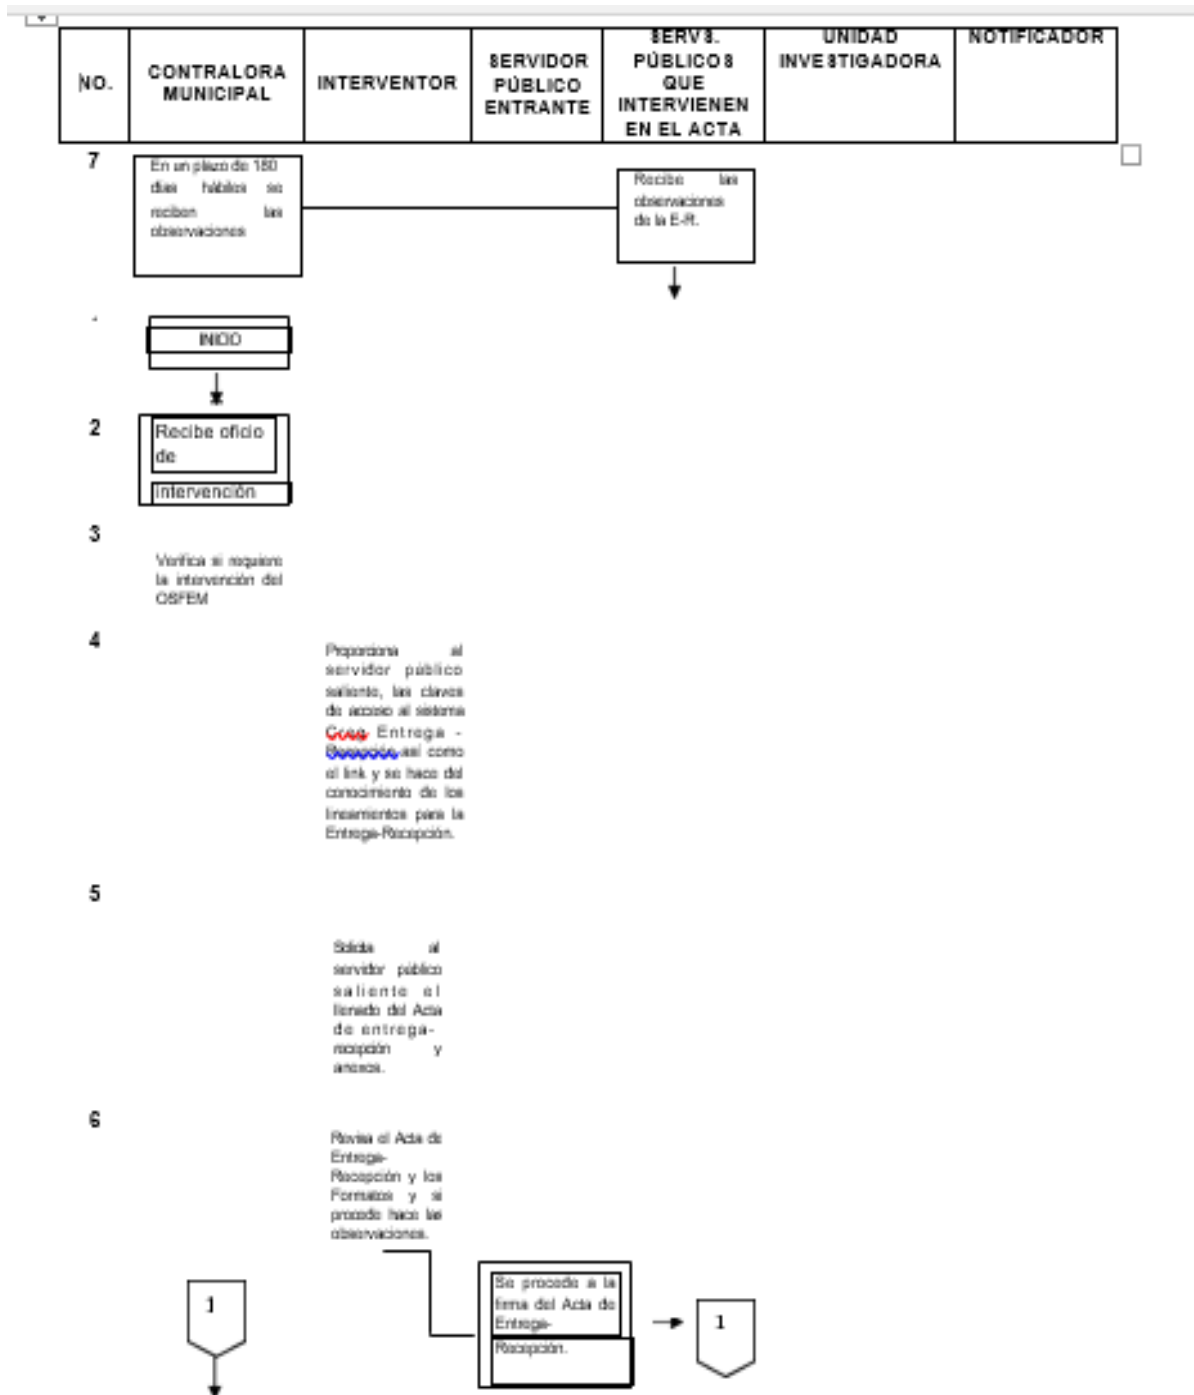 NO.
CONTRALORA
MUNICIPAL
INTERVENTOR
SERVIDOR
PÚBLICO
ENTRANTE
SERVS.
PÚBLICOS
QUE
INTERVIENEN
EN EL ACTA
UNIDAD
INVESTIGADORA
NOTIFICADOR
7
En un plazo de 180
días hábiles se
reciben las
observaciones
Recibe las
observaciones
de la E-R.
INICIO
2
Recibe oficio
de
intervención
3
Verifica si requiere
la intervención del
OSFEM
4
Proporciona al
servidor público
saliente, las claves
de acceso al sistema
Creg Entrega -
Recepción así como
el link y se hace del
conocimiento de los
lineamientos para la
Entrega-Recepción.
5
Solicita al
servidor público
saliente el
llenado del Acta
de entrega-
recepción y
anexos.
6
Revisa el Acta de
Entrega-
Recepción y los
Formatos y si
procede hace las
observaciones.
1
Se procede a la
firma del Acta de
Entrega-
Recepción.
1